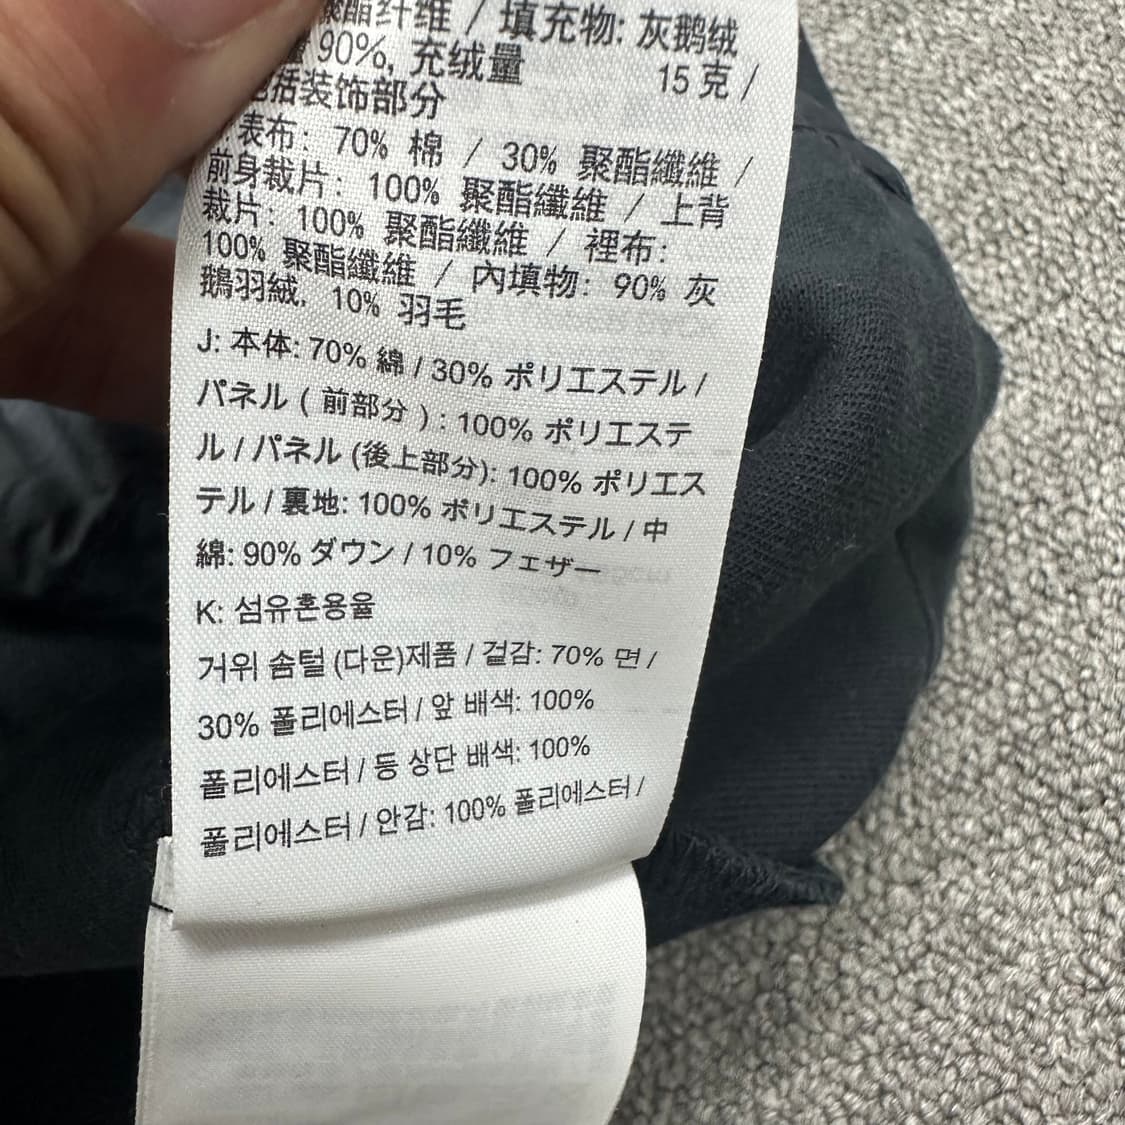 聚酯纤维 / 填充物: 灰鹅绒
90%, 充绒量 15 克 /
包括装饰部分
表布: 70% 棉 / 30% 聚酯纖維 /
前身裁片: 100% 聚酯纖維 / 上背
裁片: 100% 聚酯纖維 / 裡布:
100% 聚酯纖維 / 內填物: 90% 灰
鵝羽絨, 10% 羽毛
J: 本体: 70% 綿 / 30% ポリエステル /
パネル ( 前部分 ) : 100% ポリエステ
ル / パネル (後上部分): 100% ポリエス
テル / 裏地: 100% ポリエステル / 中
綿: 90% ダウン / 10% フェザー
K: 섬유혼용율
거위 솜털 (다운)제품 / 겉감: 70% 면 /
30% 폴리에스터 / 앞 배색: 100%
폴리에스터 / 등 상단 배색: 100%
폴리에스터 / 안감: 100% 폴리에스터 /